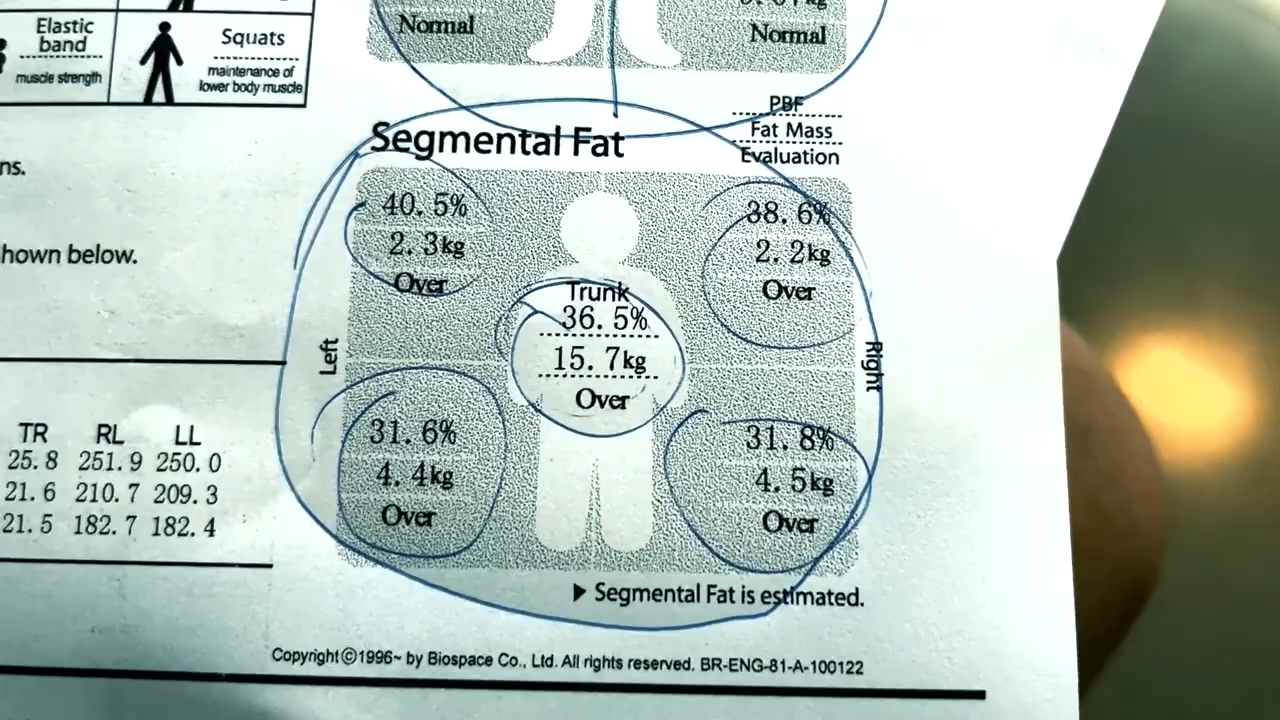 Elastic
band
muscle strength
Squats
maintenance of
lower body muscle
Normal
Normal
ns.
hown below.
TR RL LL
25.8 251.9 250.0
21.6 210.7 209.3
21.5 182.7 182.4
Segmental Fat
PBF
Fat Mass
Evaluation
40.5%
2.3kg
Over
38.6%
2.2kg
Over
Trunk
36.5%
15.7kg
Over
Left
Right
31.6%
4.4kg
Over
31.8%
4.5kg
Over
▶ Segmental Fat is estimated.
Copyright©1996~ by Biospace Co., Ltd. All rights reserved. BR-ENG-81-A-100122